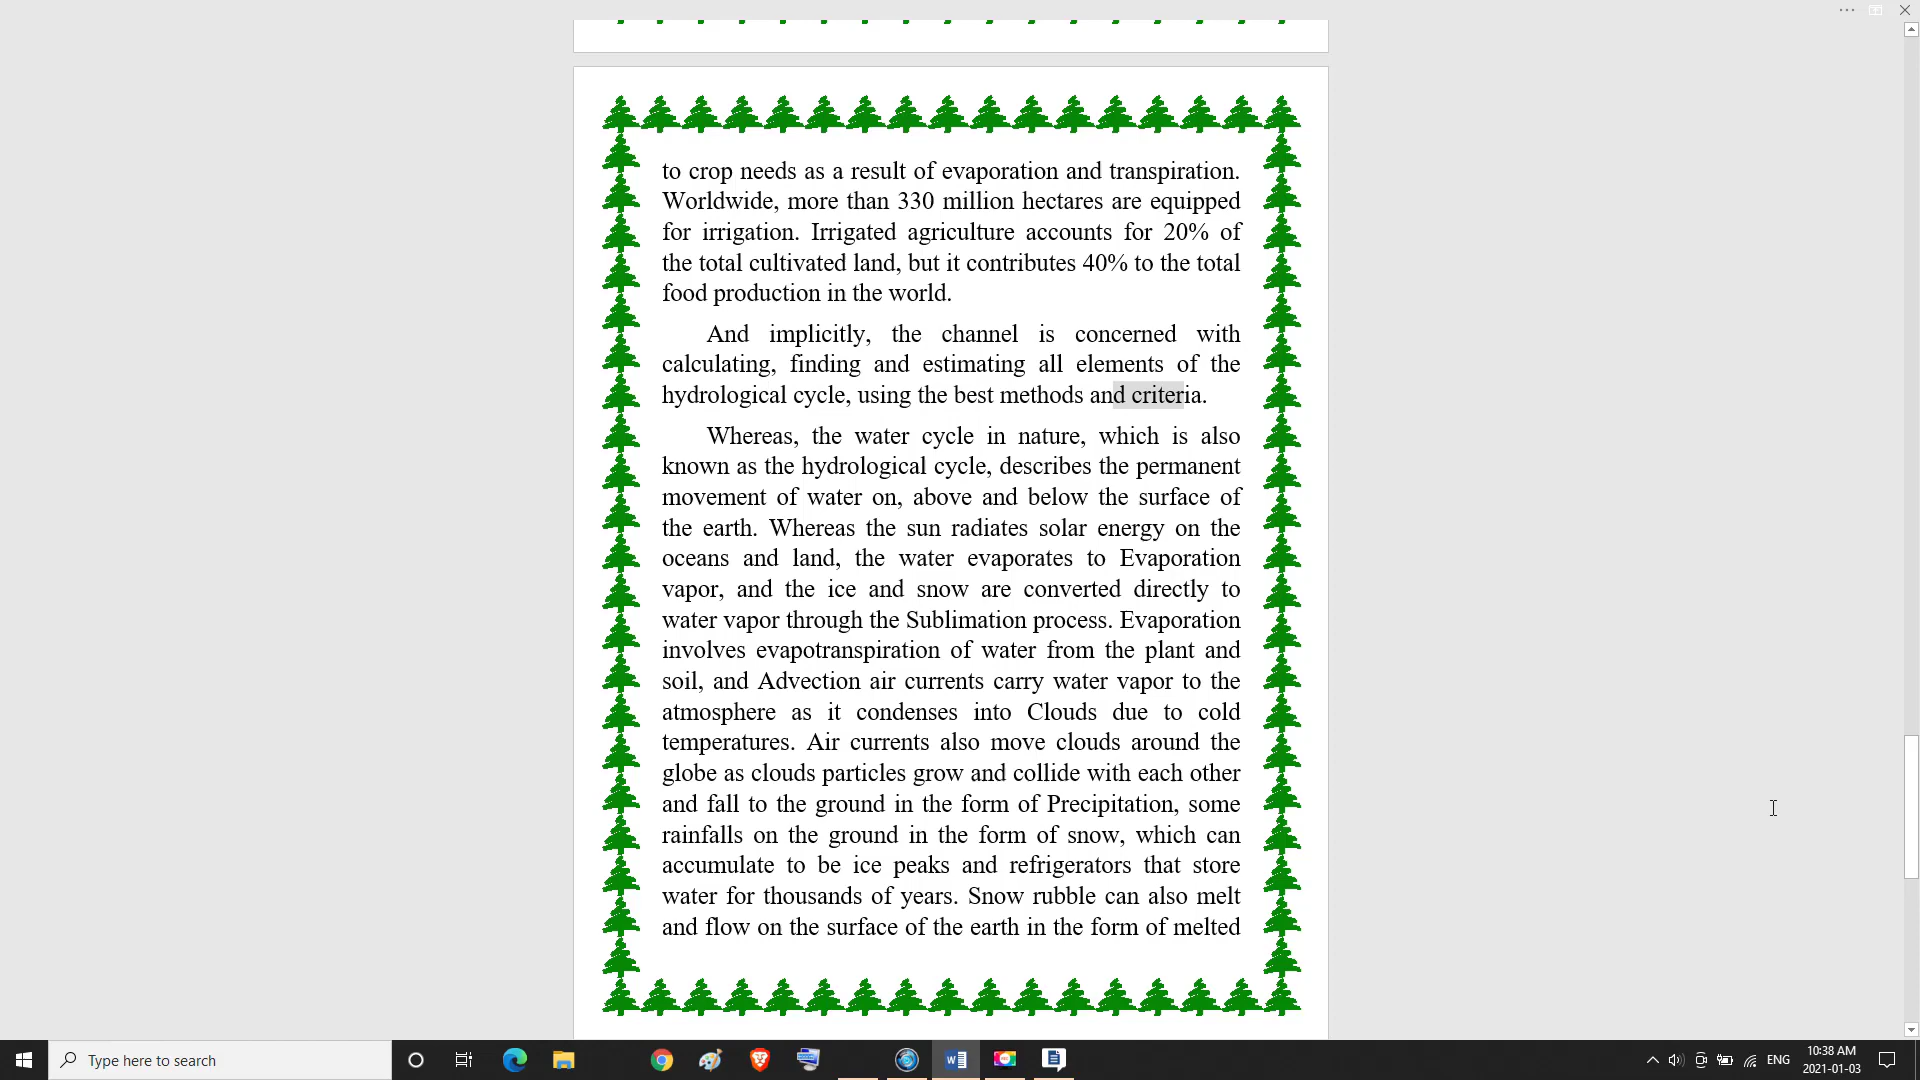 to crop needs as a result of evaporation and transpiration.
Worldwide, more than 330 million hectares are equipped
for irrigation. Irrigated agriculture accounts for 20% of
the total cultivated land, but it contributes 40% to the total
food production in the world.
And implicitly, the channel is concerned with
calculating, finding and estimating all elements of the
hydrological cycle, using the best methods and criteria.
Whereas, the water cycle in nature, which is also
known as the hydrological cycle, describes the permanent
movement of water on, above and below the surface of
the earth. Whereas the sun radiates solar energy on the
oceans and land, the water evaporates to Evaporation
vapor, and the ice and snow are converted directly to
water vapor through the Sublimation process. Evaporation
involves evapotranspiration of water from the plant and
soil, and Advection air currents carry water vapor to the
atmosphere as it condenses into Clouds due to cold
temperatures. Air currents also move clouds around the
globe as clouds particles grow and collide with each other
and fall to the ground in the form of Precipitation, some
rainfalls on the ground in the form of snow, which can
accumulate to be ice peaks and refrigerators that store
water for thousands of years. Snow rubble can also melt
and flow on the surface of the earth in the form of melted
Type here to search
ENG
10:38 AM
2021-01-03